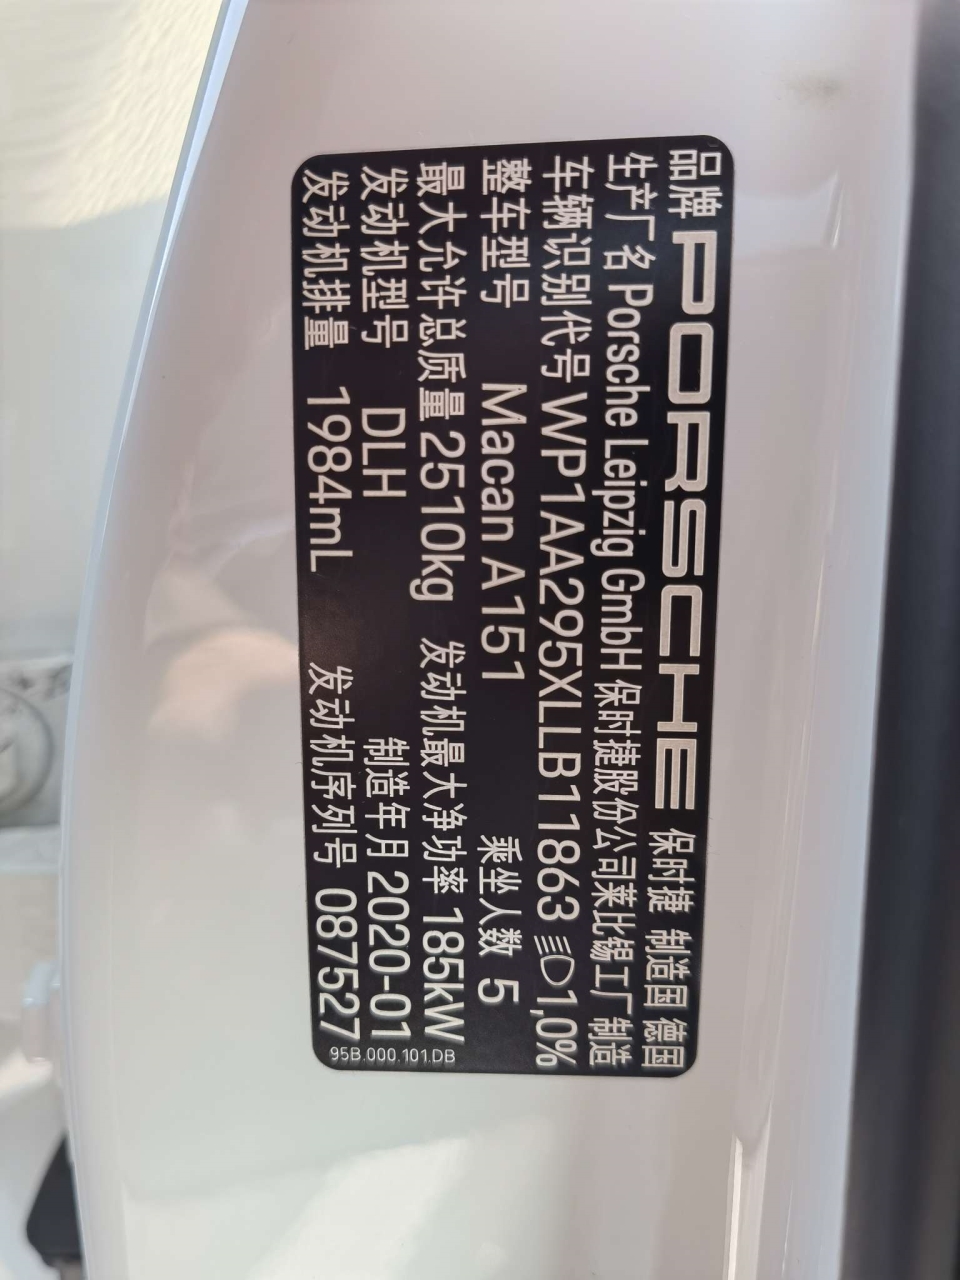 品牌 PORSCHE 保时捷 制造国 德国
生产厂名 Porsche Leipzig GmbH 保时捷股份公司莱比锡工厂 制造
车辆识别代号 WP1AA295XLB11863 1,0%
整车型号 Macan A151 乘坐人数 5
最大允许总质量 2510kg 发动机最大净功率 185kW
发动机型号 DLH 制造年月 2020-01
发动机排量 1984mL 发动机序列号 087527
95B.000.101.DB